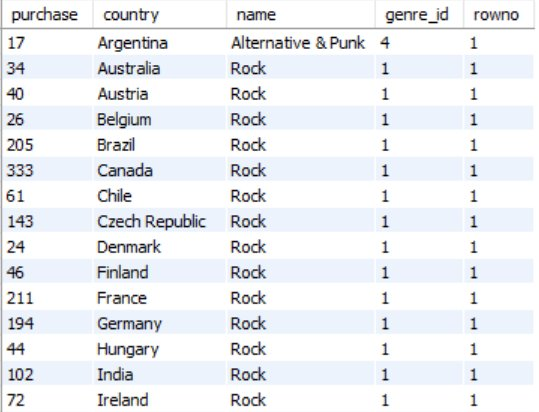 purchase country name genre_id rowno
17 Argentina Alternative & Punk 4 1
34 Australia Rock 1 1
40 Austria Rock 1 1
26 Belgium Rock 1 1
205 Brazil Rock 1 1
333 Canada Rock 1 1
61 Chile Rock 1 1
143 Czech Republic Rock 1 1
24 Denmark Rock 1 1
46 Finland Rock 1 1
211 France Rock 1 1
194 Germany Rock 1 1
44 Hungary Rock 1 1
102 India Rock 1 1
72 Ireland Rock 1 1